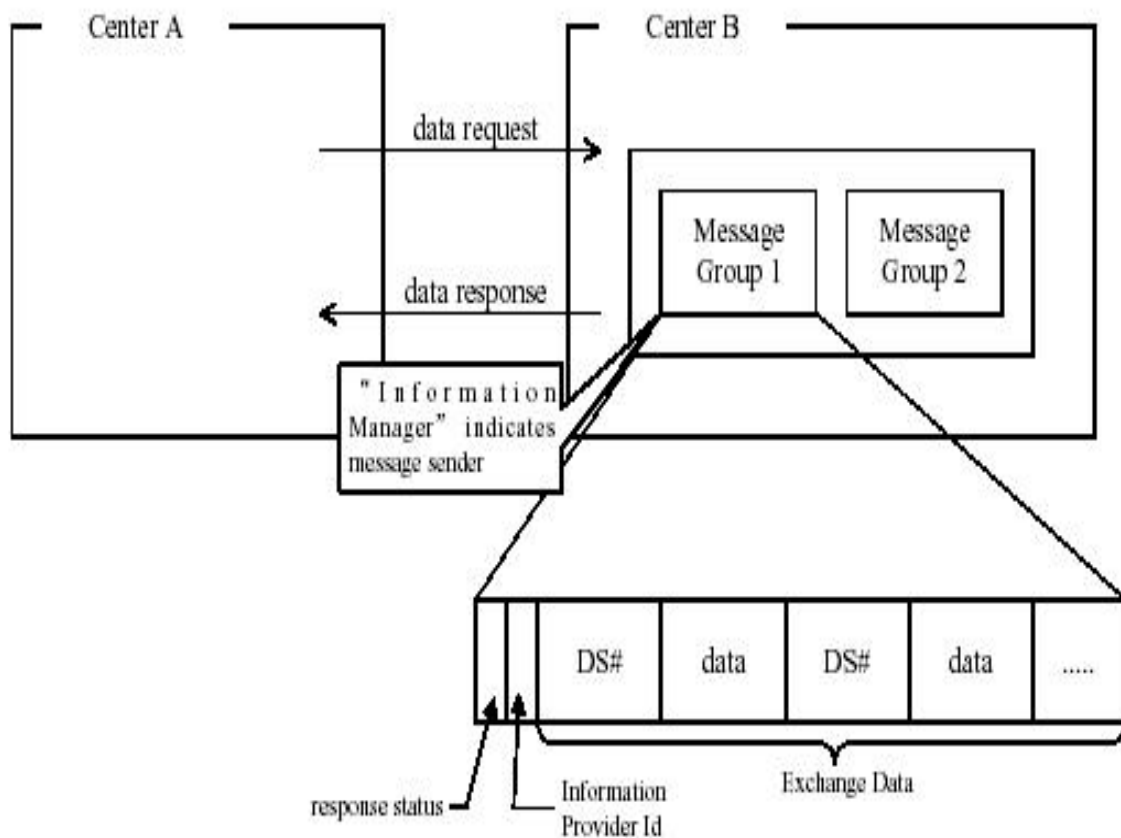 Center A
Center B
data request
Message
Group 1
Message
Group 2
data response
“Information
Manager” indicates
message sender
DS#
data
DS#
data
.....
Exchange Data
response status
Information
Provider Id